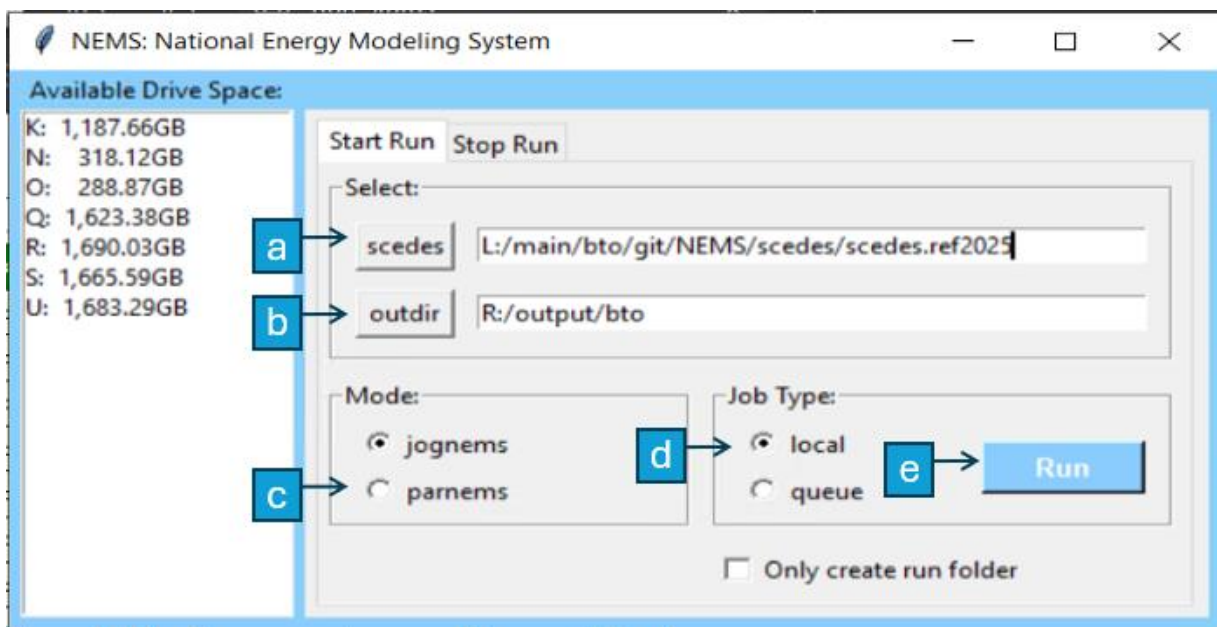 NEMS: National Energy Modeling System
Available Drive Space:
K: 1,187.66GB
N: 318.12GB
O: 288.87GB
Q: 1,623.38GB
R: 1,690.03GB
S: 1,665.59GB
U: 1,683.29GB
Start Run Stop Run
Select:
a scedes L:/main/bto/git/NEMS/scedes/scedes.ref2025
b outdir R:/output/bto
Mode:
jognems
c parnems
Job Type:
d local
queue
e Run
Only create run folder